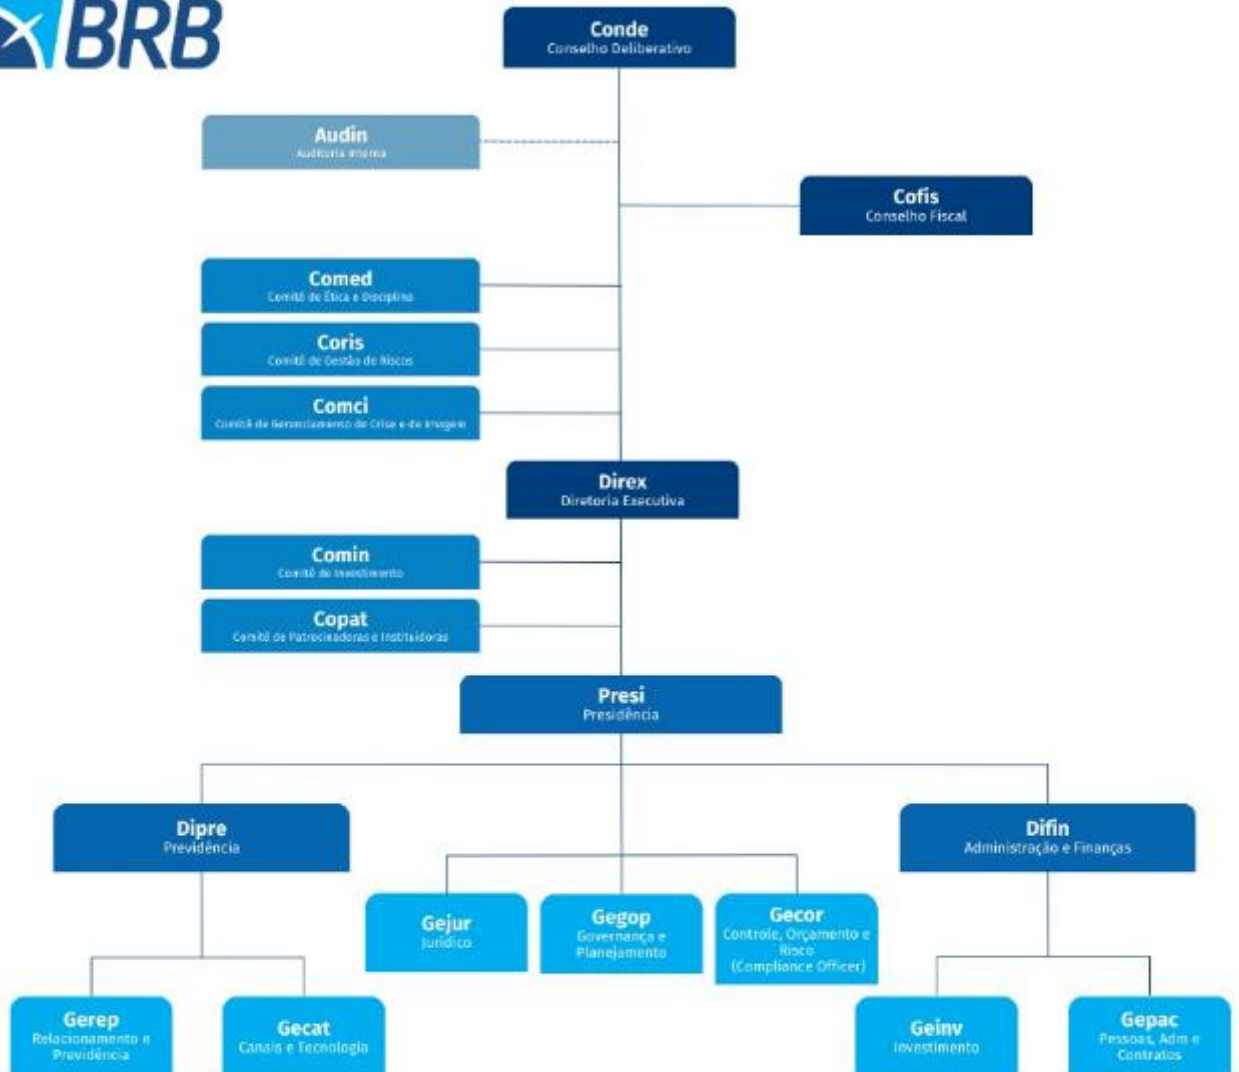 BRB
Conde
Conselho Deliberativo
Audin
Auditoria Interna
Cofis
Conselho Fiscal
Comed
Comitê de Ética e Disciplina
Coris
Comitê de Gestão de Riscos
Comci
Comitê de Gerenciamento de Crise e de Imagem
Direx
Diretoria Executiva
Comin
Comitê de Investimento
Copat
Comitê de Patrocinadoras e Instituidoras
Presi
Presidência
Dipre
Previdência
Difin
Administração e Finanças
Gejur
Jurídico
Gegop
Governança e
Planejamento
Gecor
Controle, Orçamento e
Risco
(Compliance Officer)
Gerep
Relacionamento e
Previdência
Gecat
Canais e Tecnologia
Geinv
Investimento
Gepac
Pessoas, Adm e
Contratos